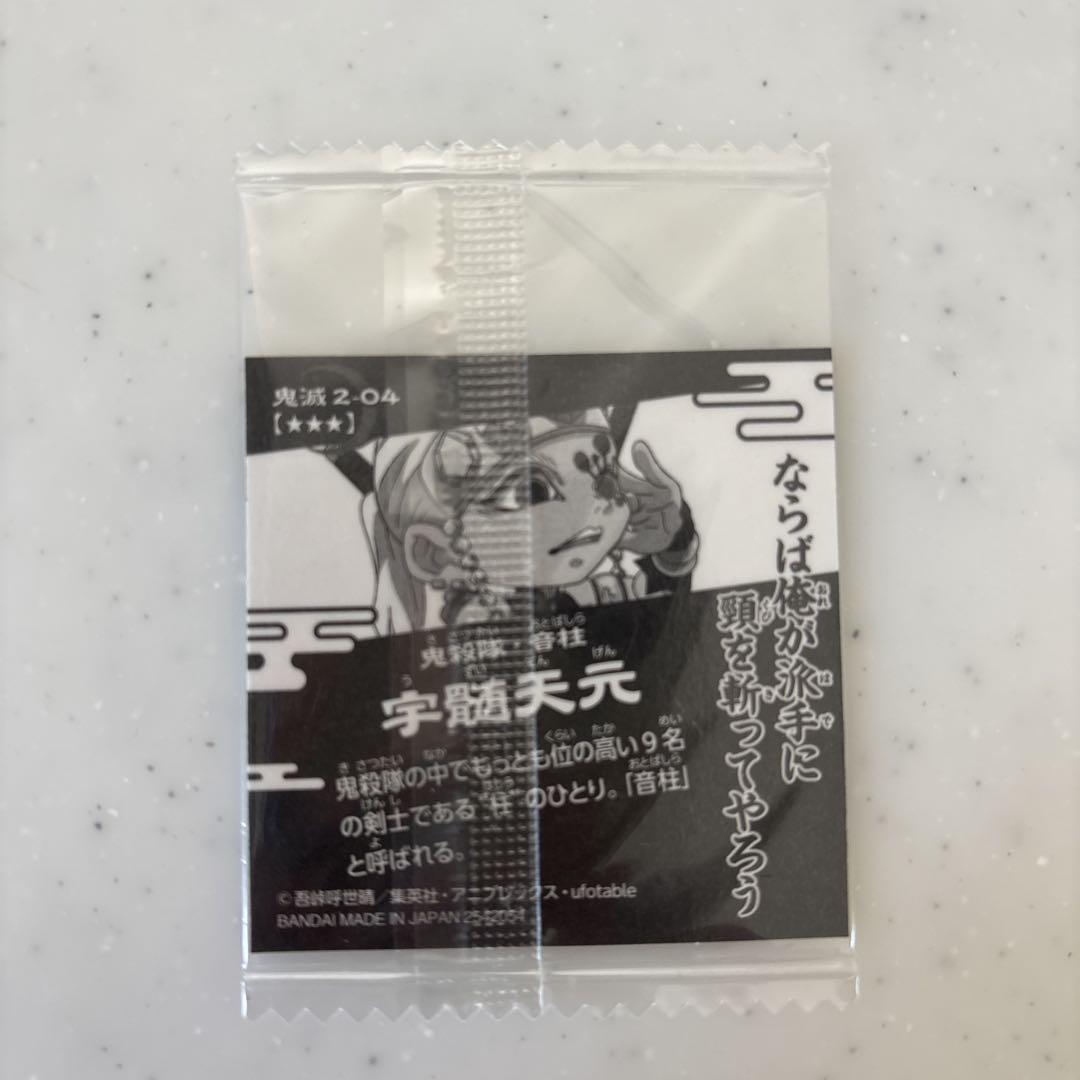 鬼滅 2-04
【★★★】
ならば俺が派手に
頸を斬ってやろう
鬼殺隊・音柱
宇髄天元
鬼殺隊の中でもっとも位の高い9名
の剣士である“柱”のひとり。「音柱」
と呼ばれる。
©吾峠呼世晴／集英社・アニプレックス・ufotable
BANDAI MADE IN JAPAN 2542054